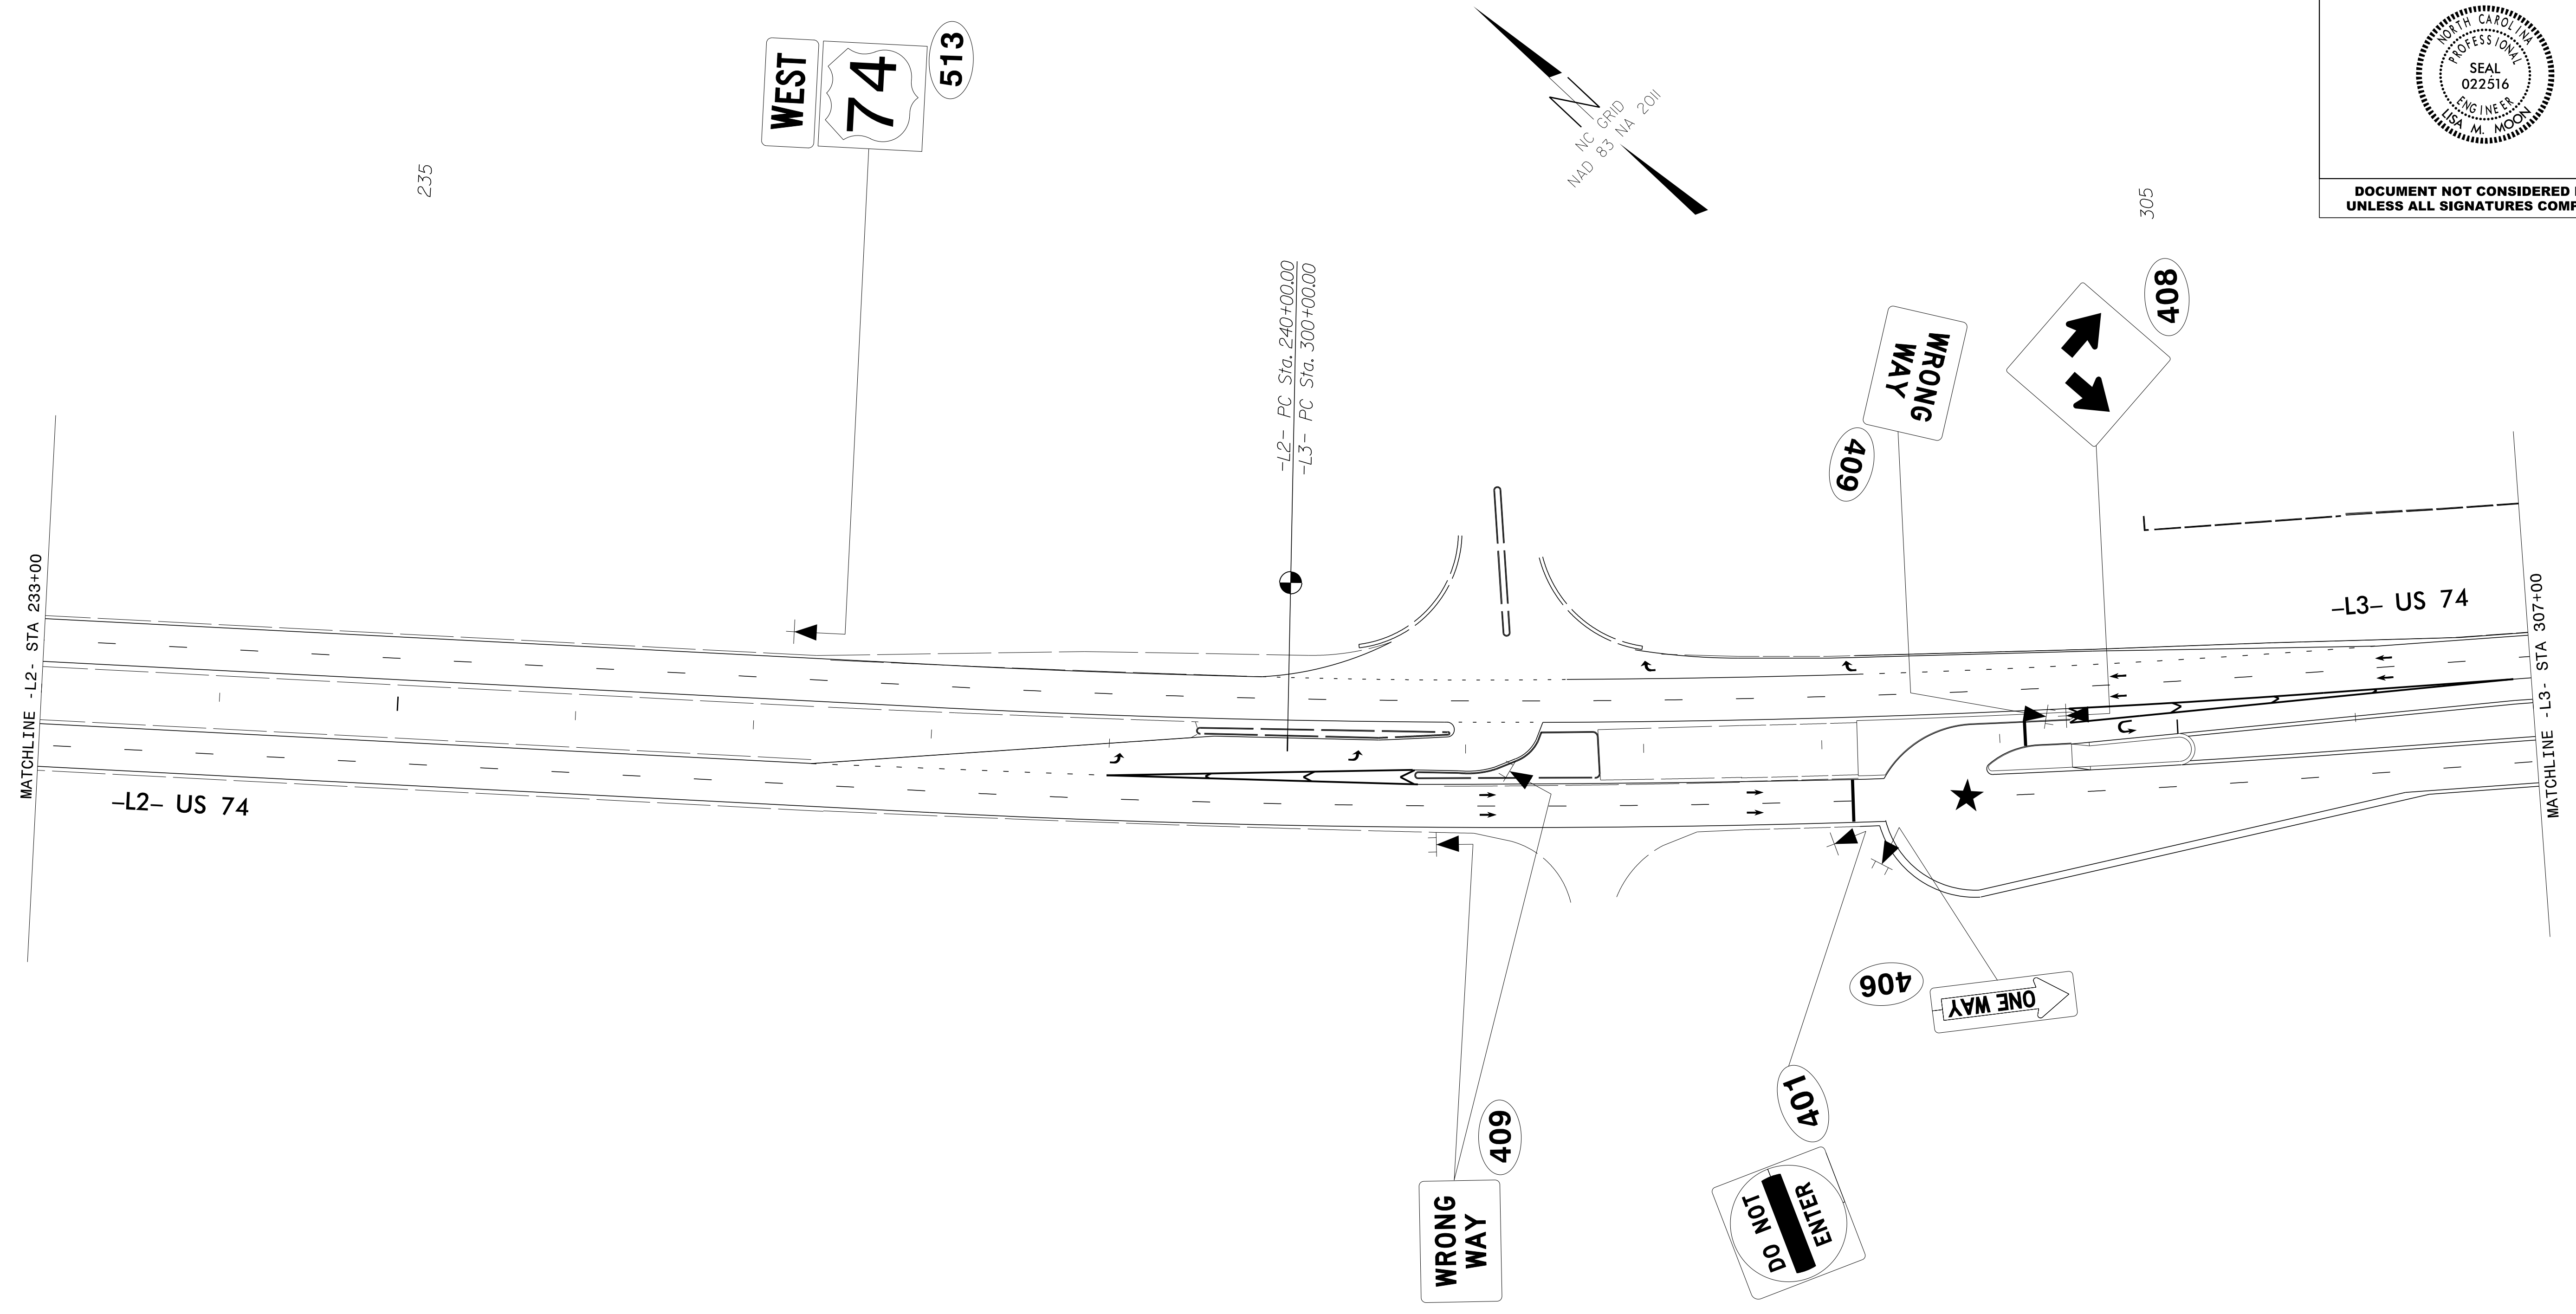 WEST
74
513
235
NC GRID
NAD 83 NA 2011
NORTH CAROLINA
PROFESSIONAL
SEAL
022516
ENGINEER
LISA M. MOON
DOCUMENT NOT CONSIDERED
UNLESS ALL SIGNATURES COMP
305
408
WRONG
WAY
409
-L2- PC Sta. 240+00.00
-L3- PC Sta. 300+00.00
MATCHLINE -L2- STA 233+00
-L2- US 74
-L3- US 74
MATCHLINE -L3- STA 307+00
406
ONE WAY
401
DO NOT
ENTER
409
WRONG
WAY